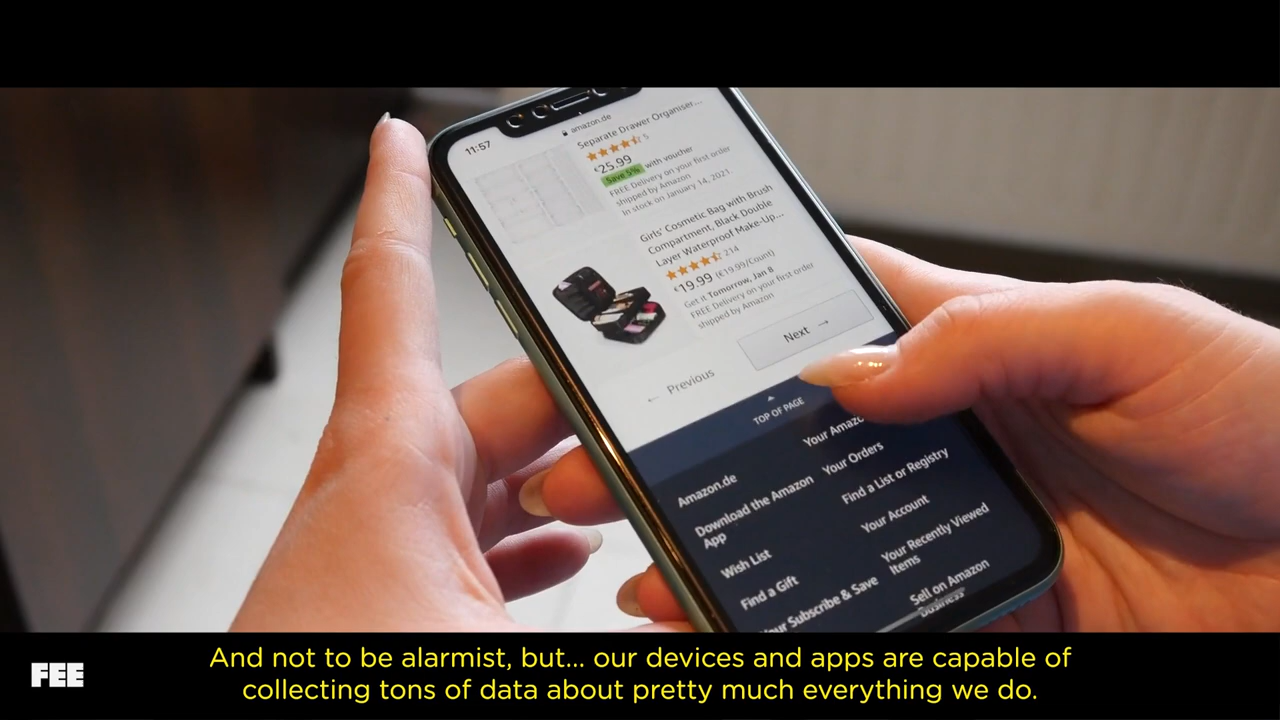 11:57
amazon.de
Separate Drawer Organiser...
5
€25.99
Save 5% with voucher
FREE Delivery on your first order
shipped by Amazon
In stock on January 14, 2021.
Girls' Cosmetic Bag with Brush
Compartment, Black Double
Layer Waterproof Make-Up...
214
€19.99 (€19.99/Count)
Get it Tomorrow, Jan 8
FREE Delivery on your first order
shipped by Amazon
← Previous
Next →
TOP OF PAGE
Amazon.de
Your Amazo
Download the Amazon
App
Your Orders
Wish List
Find a List or Registry
Find a Gift
Your Account
Your Subscribe & Save
Your Recently Viewed
Items
Sell on Amazon
Business
FEE
And not to be alarmist, but... our devices and apps are capable of
collecting tons of data about pretty much everything we do.